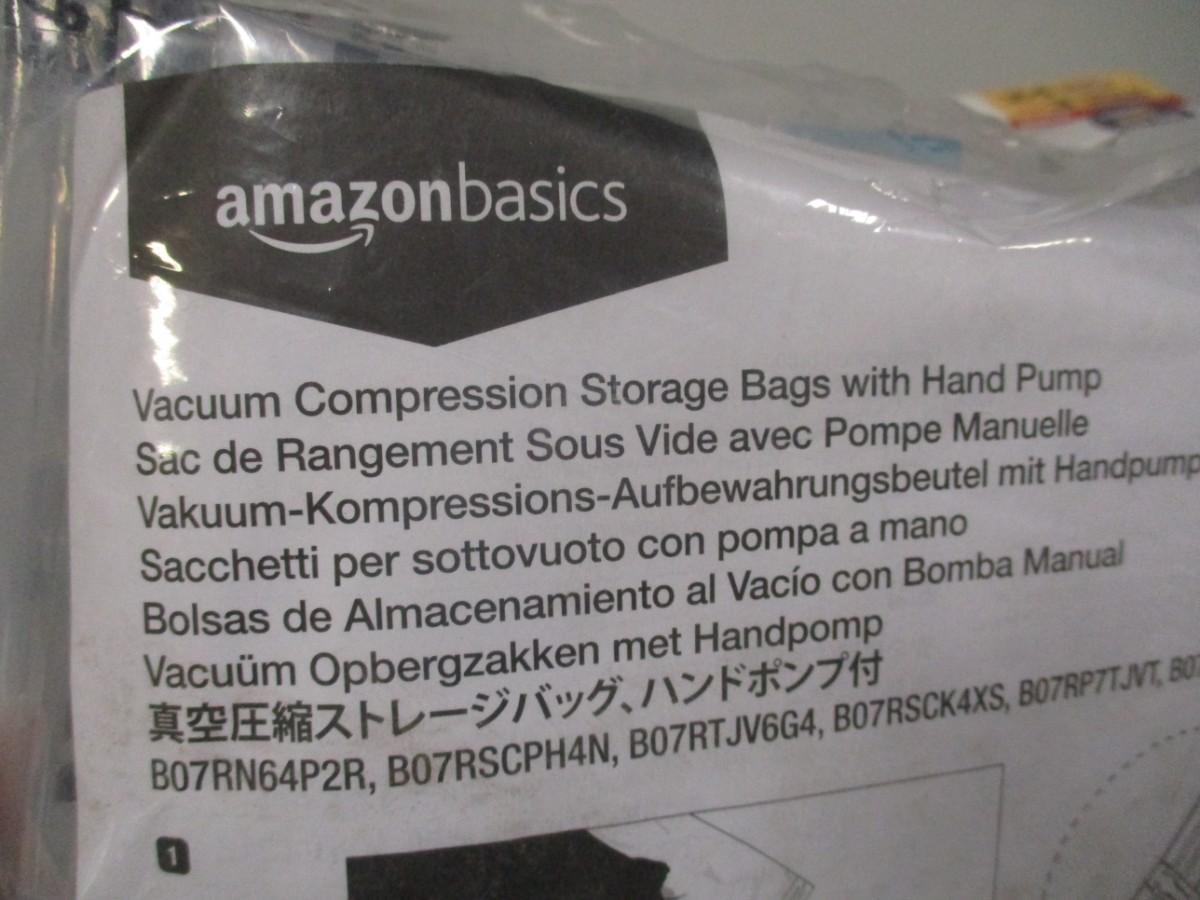 amazonbasics
Vacuum Compression Storage Bags with Hand Pump
Sac de Rangement Sous Vide avec Pompe Manuelle
Vakuum-Kompressions-Aufbewahrungsbeutel mit Handpump
Sacchetti per sottovuoto con pompa a mano
Bolsas de Almacenamiento al Vacío con Bomba Manual
Vacuüm Opbergzakken met Handpomp
真空圧縮ストレージバッグ、ハンドポンプ付
B07RN64P2R, B07RSCPH4N, B07RTJV6G4, B07RSCK4XS, B07RP7TJVT, B07
1